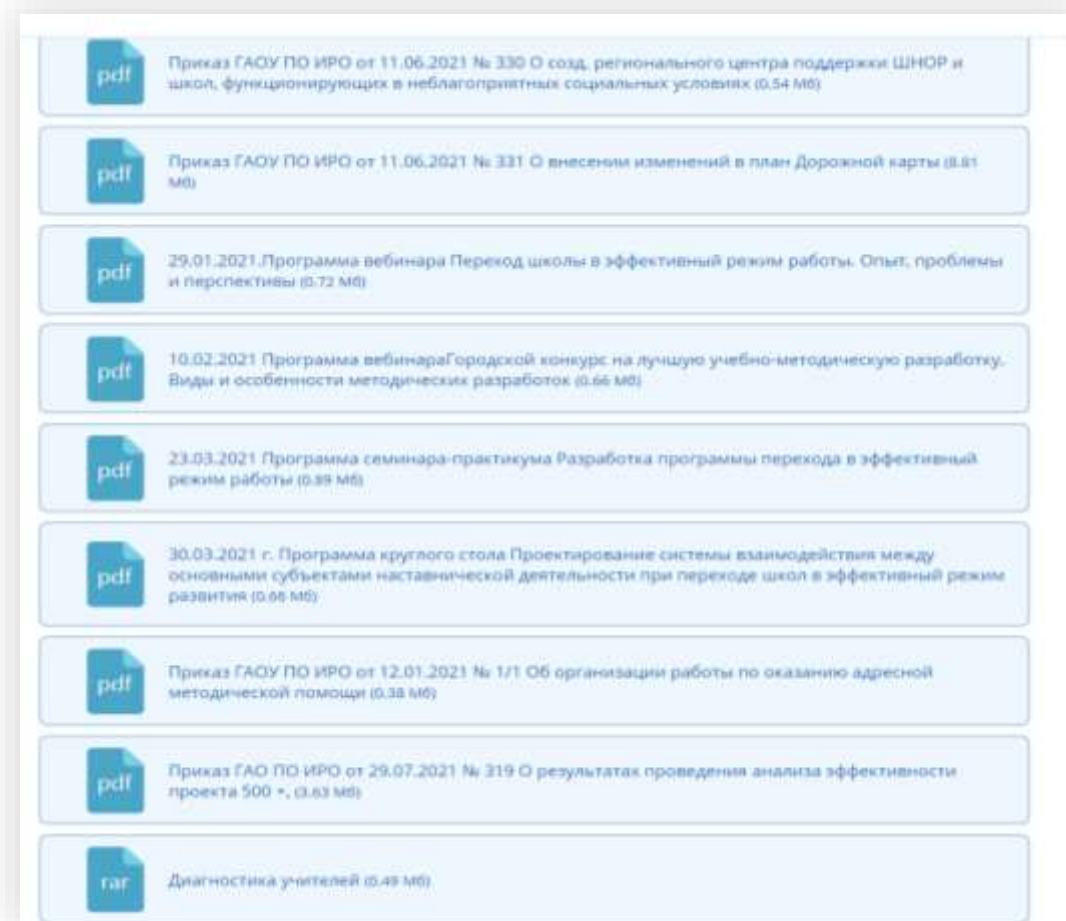 pdf
Приказ ГАОУ ПО ИРО от 11.06.2021 № 330 О созд. регионального центра поддержки ШНОР и
школ, функционирующих в неблагоприятных социальных условиях (0.54 Мб)
pdf
Приказ ГАОУ ПО ИРО от 11.06.2021 № 331 О внесении изменений в план Дорожной карты (8.81
Мб)
pdf
29.01.2021.Программа вебинара Переход школы в эффективный режим работы. Опыт, проблемы
и перспективы (0.72 Мб)
pdf
10.02.2021 Программа вебинараГородской конкурс на лучшую учебно-методическую разработку.
Виды и особенности методических разработок (0.66 Мб)
pdf
23.03.2021 Программа семинара-практикума Разработка программы перехода в эффективный
режим работы (0.89 Мб)
pdf
30.03.2021 г. Программа круглого стола Проектирование системы взаимодействия между
основными субъектами наставнической деятельности при переходе школ в эффективный режим
развития (0.66 Мб)
pdf
Приказ ГАОУ ПО ИРО от 12.01.2021 № 1/1 Об организации работы по оказанию адресной
методической помощи (0.38 Мб)
pdf
Приказ ГАО ПО ИРО от 29.07.2021 № 319 О результатах проведения анализа эффективности
проекта 500 +, (3.63 Мб)
rar
Диагностика учителей (0.49 Мб)